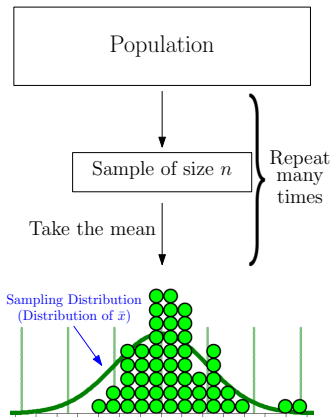 Population
Sample of size n
Repeat
many
times
Take the mean
Sampling Distribution
(Distribution of x̄)